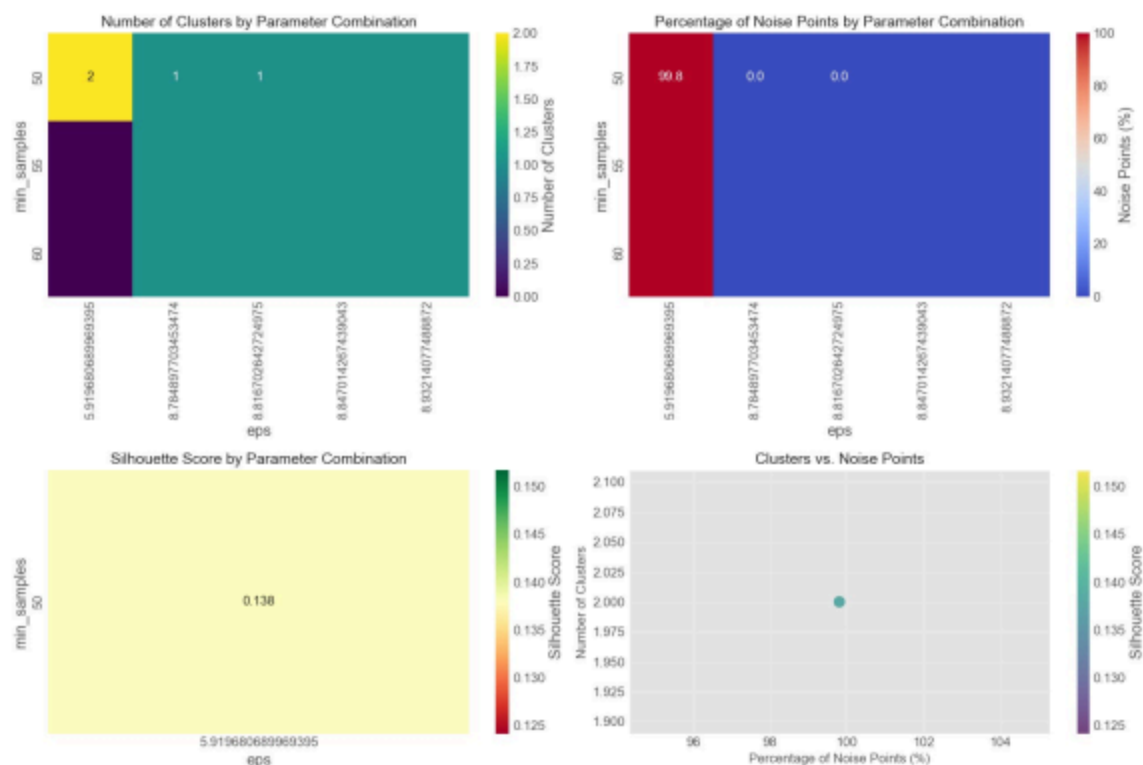 Number of Clusters by Parameter Combination
2 1 1
50
55
60
min_samples
5.919680689969395
8.784897703453474
8.816702642724975
8.847014267439043
8.932140777488872
eps
2.00
1.75
1.50
1.25
1.00
0.75
0.50
0.25
0.00
Number of Clusters
Percentage of Noise Points by Parameter Combination
99.8 0.0 0.0
50
55
60
min_samples
5.919680689969395
8.784897703453474
8.816702642724975
8.847014267439043
8.932140777488872
eps
100
80
60
40
20
0
Noise Points (%)
Silhouette Score by Parameter Combination
0.138
50
min_samples
5.919680689969395
eps
0.150
0.145
0.140
0.135
0.130
0.125
Silhouette Score
Clusters vs. Noise Points
2.100
2.075
2.050
2.025
2.000
1.975
1.950
1.925
1.900
Number of Clusters
96 98 100 102 104
Percentage of Noise Points (%)
0.150
0.145
0.140
0.135
0.130
0.125
Silhouette Score